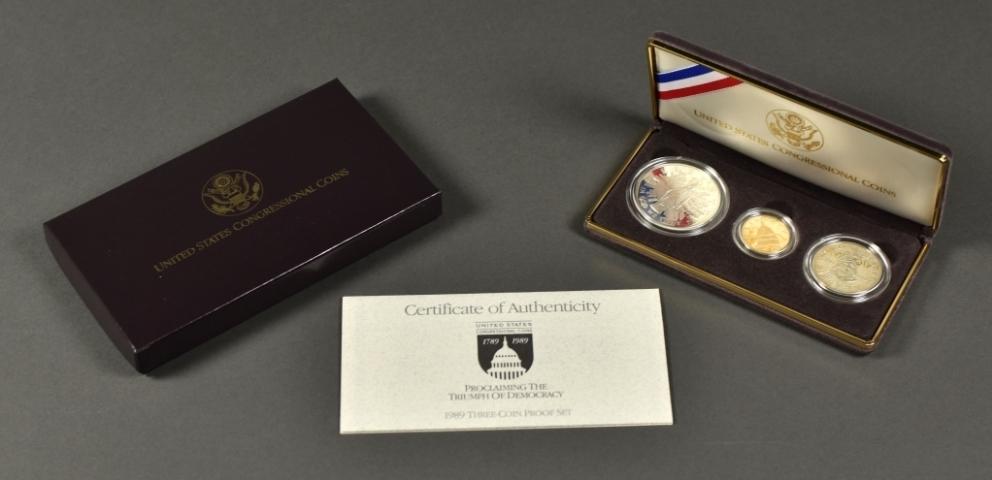 UNITED STATES CONGRESSIONAL COINS
UNITED STATES CONGRESSIONAL COINS
Certificate of Authenticity
UNITED STATES
CONGRESSIONAL COINS
1789 1989
PROCLAIMING THE
TRIUMPH OF DEMOCRACY
1989 THREE-COIN PROOF SET